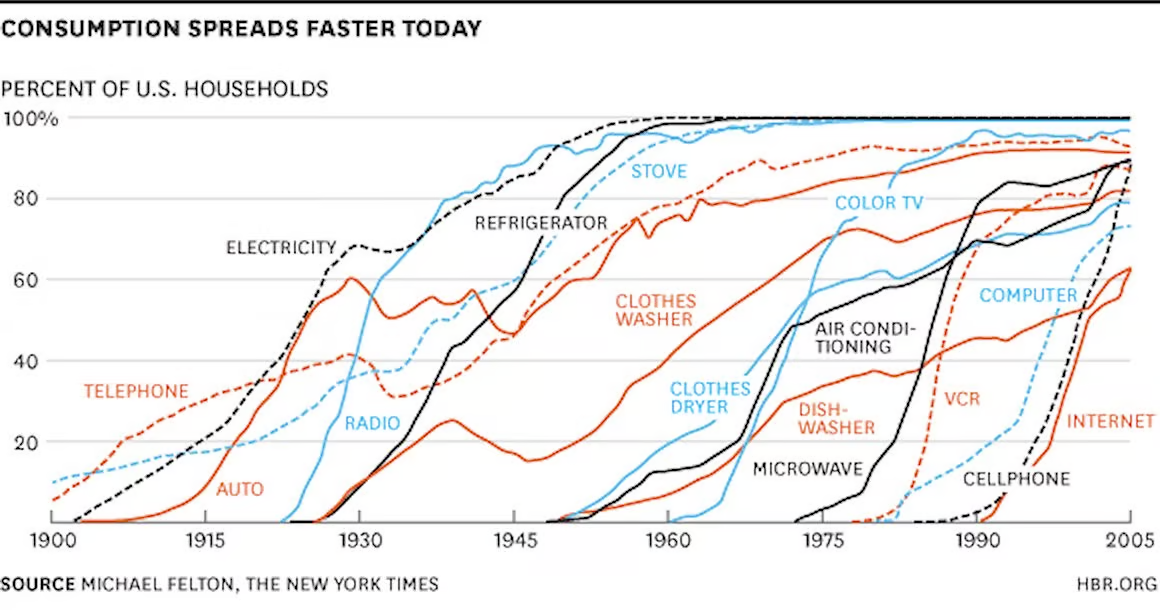 CONSUMPTION SPREADS FASTER TODAY
PERCENT OF U.S. HOUSEHOLDS
100%
80
60
40
20
STOVE
COLOR TV
REFRIGERATOR
ELECTRICITY
CLOTHES
WASHER
COMPUTER
AIR CONDI-
TIONING
TELEPHONE
CLOTHES
DRYER
VCR
DISH-
WASHER
RADIO
INTERNET
MICROWAVE
CELLPHONE
AUTO
1900 1915 1930 1945 1960 1975 1990 2005
SOURCE MICHAEL FELTON, THE NEW YORK TIMES
HBR.ORG